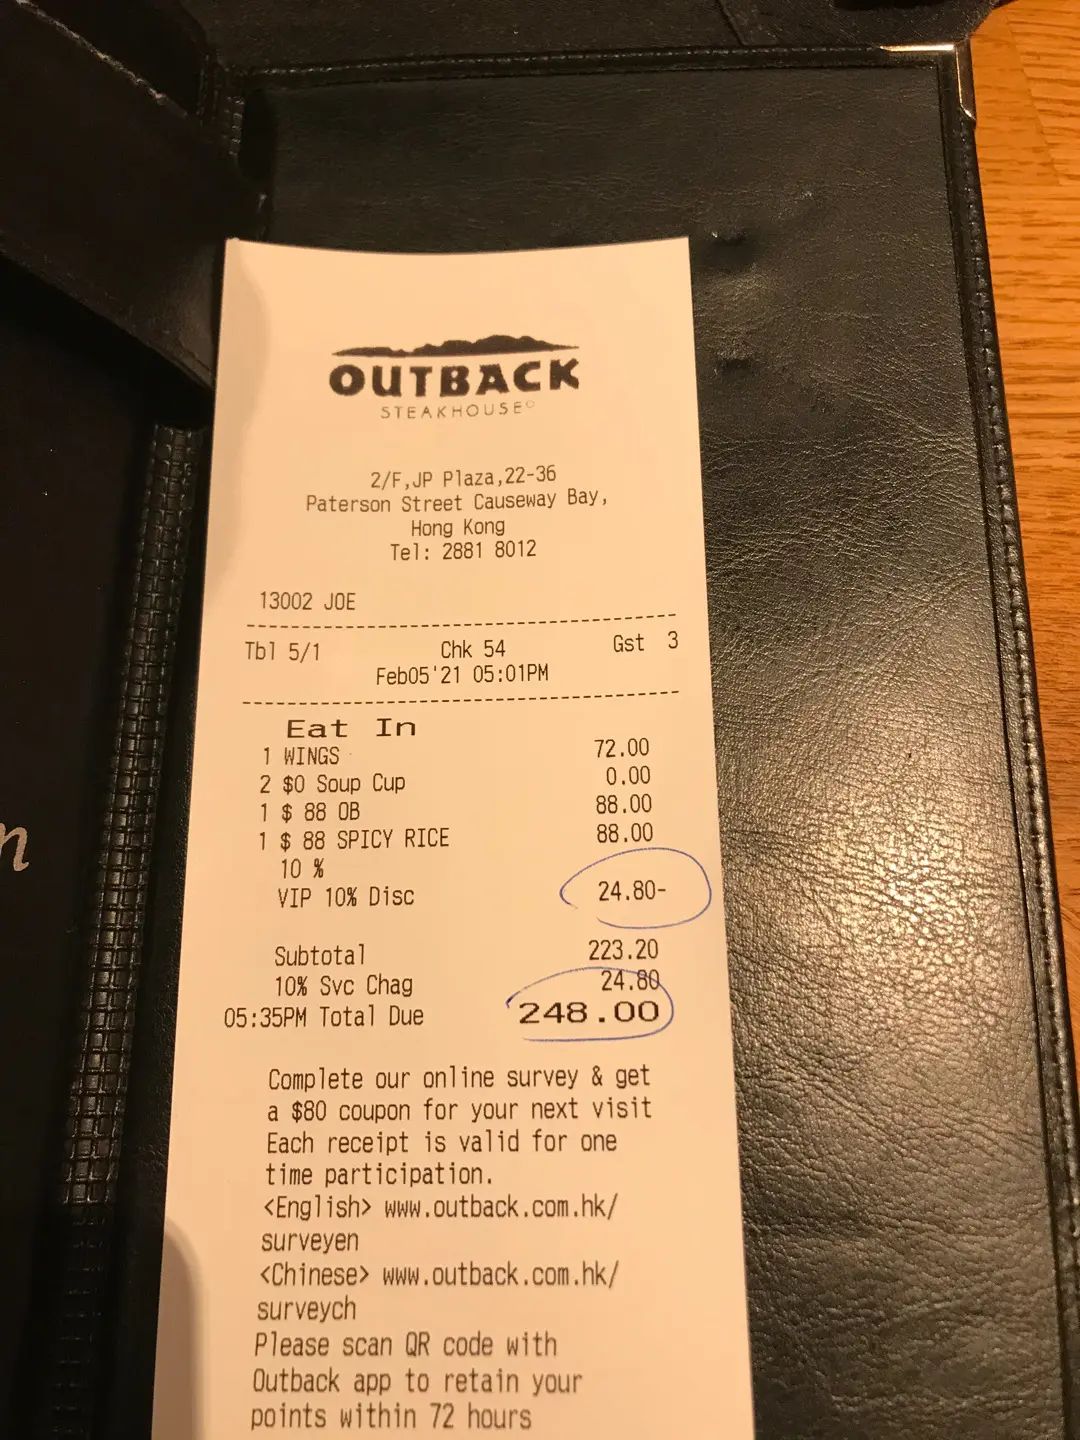 OUTBACK
STEAKHOUSE
2/F,JP Plaza,22-36
Paterson Street Causeway Bay,
Hong Kong
Tel: 2881 8012
13002 JOE
Tbl 5/1 Chk 54 Gst 3
Feb05'21 05:01PM
Eat In
1 WINGS 72.00
2 $0 Soup Cup 0.00
1 $ 88 OB 88.00
1 $ 88 SPICY RICE 88.00
10 %
VIP 10% Disc 24.80-
Subtotal 223.20
10% Svc Chag 24.80
05:35PM Total Due 248.00
Complete our online survey & get
a $80 coupon for your next visit
Each receipt is valid for one
time participation.
<English> www.outback.com.hk/
surveyen
<Chinese> www.outback.com.hk/
surveych
Please scan QR code with
Outback app to retain your
points within 72 hours